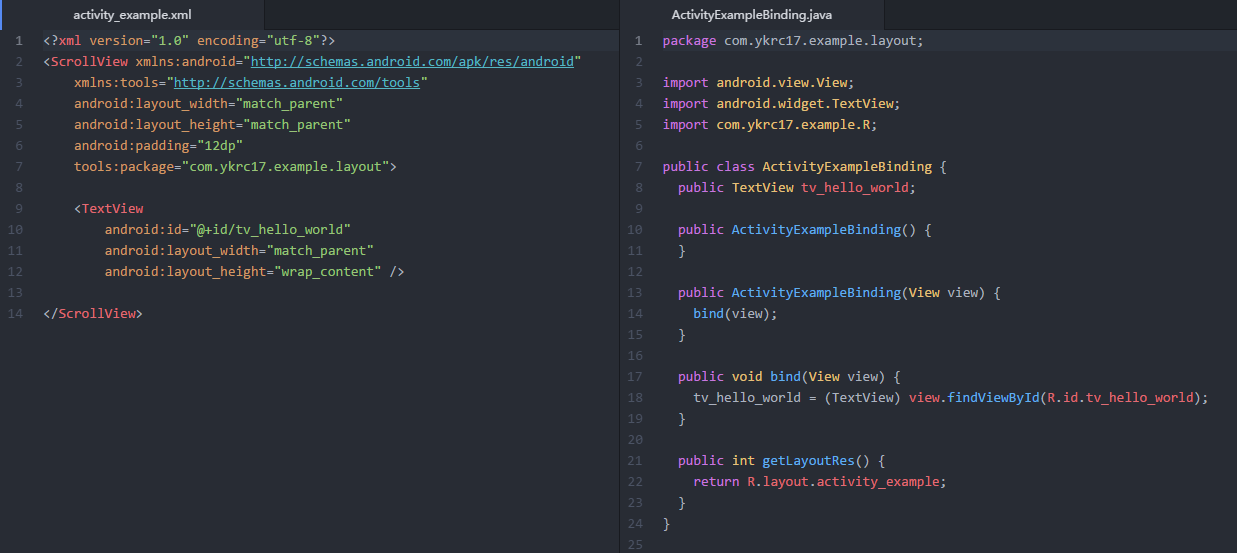 activity_example.xml
1 <?xml version="1.0" encoding="utf-8"?>
2 <ScrollView xmlns:android="http://schemas.android.com/apk/res/android"
3     xmlns:tools="http://schemas.android.com/tools"
4     android:layout_width="match_parent"
5     android:layout_height="match_parent"
6     android:padding="12dp"
7     tools:package="com.ykrc17.example.layout">
8
9     <TextView
10         android:id="@+id/tv_hello_world"
11         android:layout_width="match_parent"
12         android:layout_height="wrap_content" />
13
14 </ScrollView>
ActivityExampleBinding.java
1 package com.ykrc17.example.layout;
2
3 import android.view.View;
4 import android.widget.TextView;
5 import com.ykrc17.example.R;
6
7 public class ActivityExampleBinding {
8   public TextView tv_hello_world;
9
10   public ActivityExampleBinding() {
11   }
12
13   public ActivityExampleBinding(View view) {
14     bind(view);
15   }
16
17   public void bind(View view) {
18     tv_hello_world = (TextView) view.findViewById(R.id.tv_hello_world);
19   }
20
21   public int getLayoutRes() {
22     return R.layout.activity_example;
23   }
24 }
25